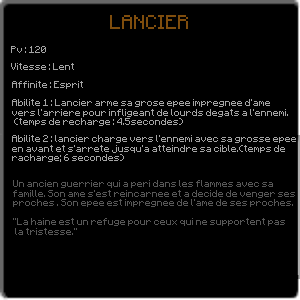 LANCIER
Pv : 120
Vitesse : Lent
Affinite : Esprit
Abilite 1 : Lancier arme sa grose epee impregnee d'ame
vers l'arriere pour infligeant de lourds degats a l'ennemi.
(Temps de recharge : 4.5secondes)
Abilite 2 : lancier charge vers l'ennemi avec sa grosse epee
en avant et s'arrete jusqu'a atteindre sa cible.(temps de
racharge; 6 secondes)
Un ancien guerrier qui a peri dans les flammes avec sa
famille. Son ame s'est reincarnee et a decide de venger ses
proches . Son epee est impregnee de l'ame de ses proches.
"La haine est un refuge pour ceux qui ne supportent pas
la tristesse."